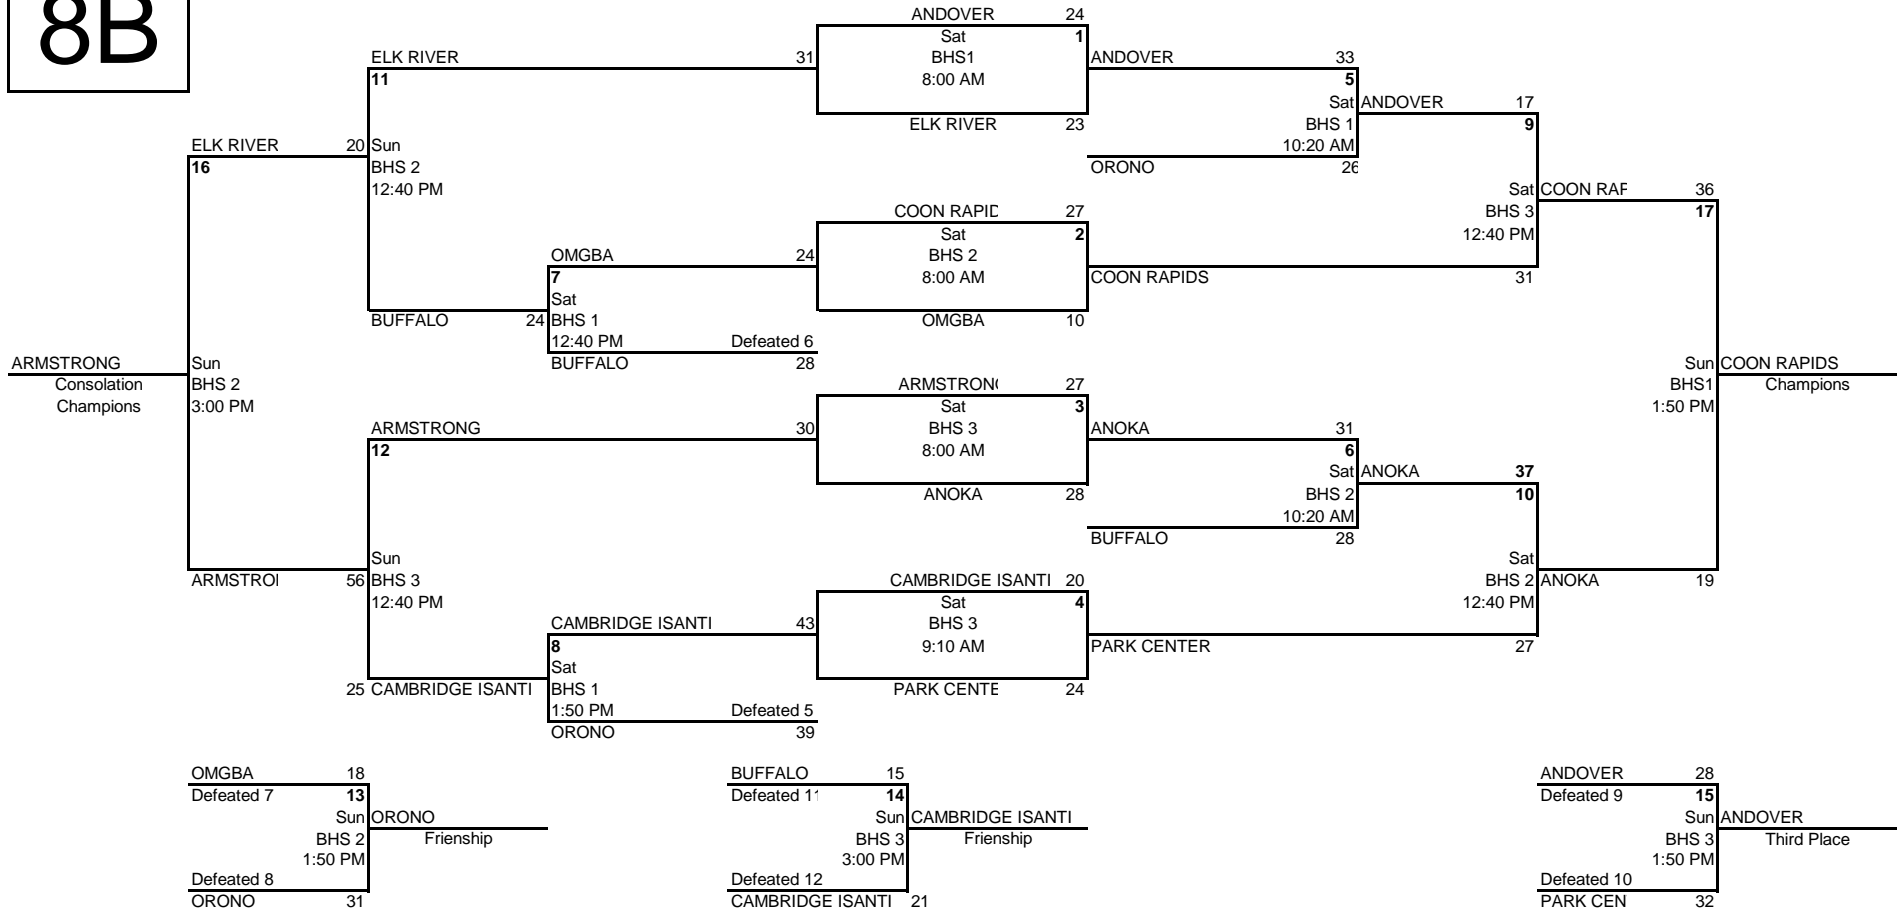 8B
ANDOVER 24
Sat 1
BHS1
8:00 AM
ELK RIVER 23
ELK RIVER 31
11
Sun
BHS 2
12:40 PM
ANDOVER 33
5
Sat
BHS 1
10:20 AM
ORONO 26
ANDOVER 17
9
Sat
BHS 3
12:40 PM
ELK RIVER 20
16
COON RAPID 27
Sat 2
BHS 2
8:00 AM
OMGBA 10
OMGBA 24
7
Sat
BHS 1
12:40 PM Defeated 6
BUFFALO 28
BUFFALO 24
COON RAPIDS 31
COON RAP 36
17
Sun
BHS1
1:50 PM
COON RAPIDS
Champions
ARMSTRONG
Consolation
Champions
Sun
BHS 2
3:00 PM
ARMSTRONG 27
Sat 3
BHS 3
8:00 AM
ANOKA 28
ARMSTRONG 30
12
Sun
BHS 3
12:40 PM
ANOKA 31
6
Sat
BHS 2
10:20 AM
BUFFALO 28
ANOKA 37
10
Sat
BHS 2
12:40 PM
ANOKA 19
ARMSTROI 56
CAMBRIDGE ISANTI 20
Sat 4
BHS 3
9:10 AM
PARK CENTE 24
CAMBRIDGE ISANTI 43
8
Sat
BHS 1
1:50 PM Defeated 5
ORONO 39
25 CAMBRIDGE ISANTI
PARK CENTER 27
OMGBA 18
Defeated 7 13
Sun
BHS 2
1:50 PM
Defeated 8
ORONO 31
ORONO
Frienship
BUFFALO 15
Defeated 11 14
Sun
BHS 3
3:00 PM
Defeated 12
CAMBRIDGE ISANTI 21
CAMBRIDGE ISANTI
Frienship
ANDOVER 28
Defeated 9 15
Sun
BHS 3
1:50 PM
Defeated 10
PARK CEN 32
ANDOVER
Third Place